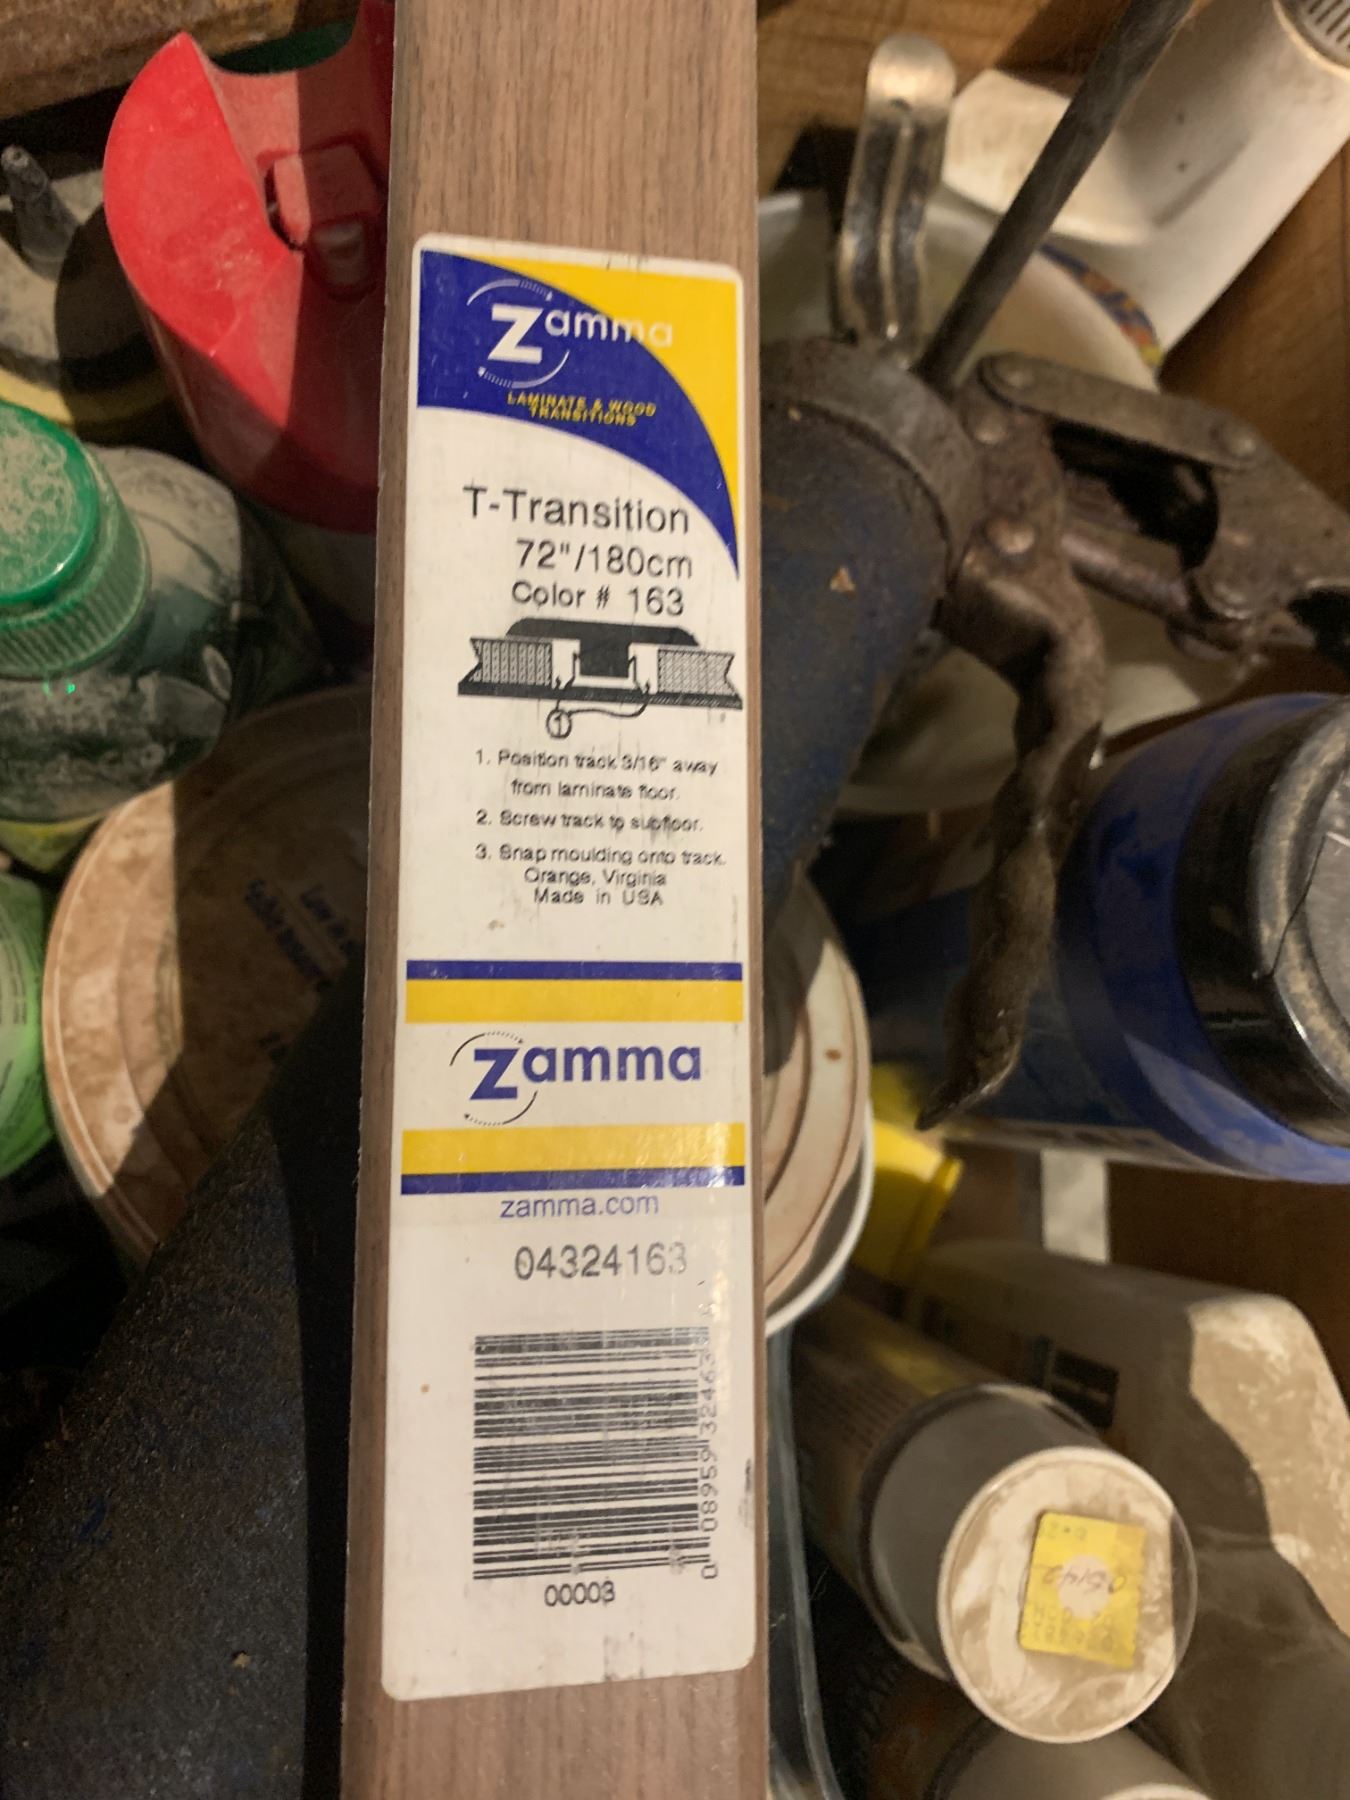 Zamma
LAMINATE & WOOD
TRANSITIONS
T-Transition
72"/180cm
Color # 163
1
1. Position track 3/16" away
from laminate floor.
2. Screw track to subfloor.
3. Snap moulding onto track.
Orange, Virginia
Made in USA
Zamma
zamma.com
04324163
00003